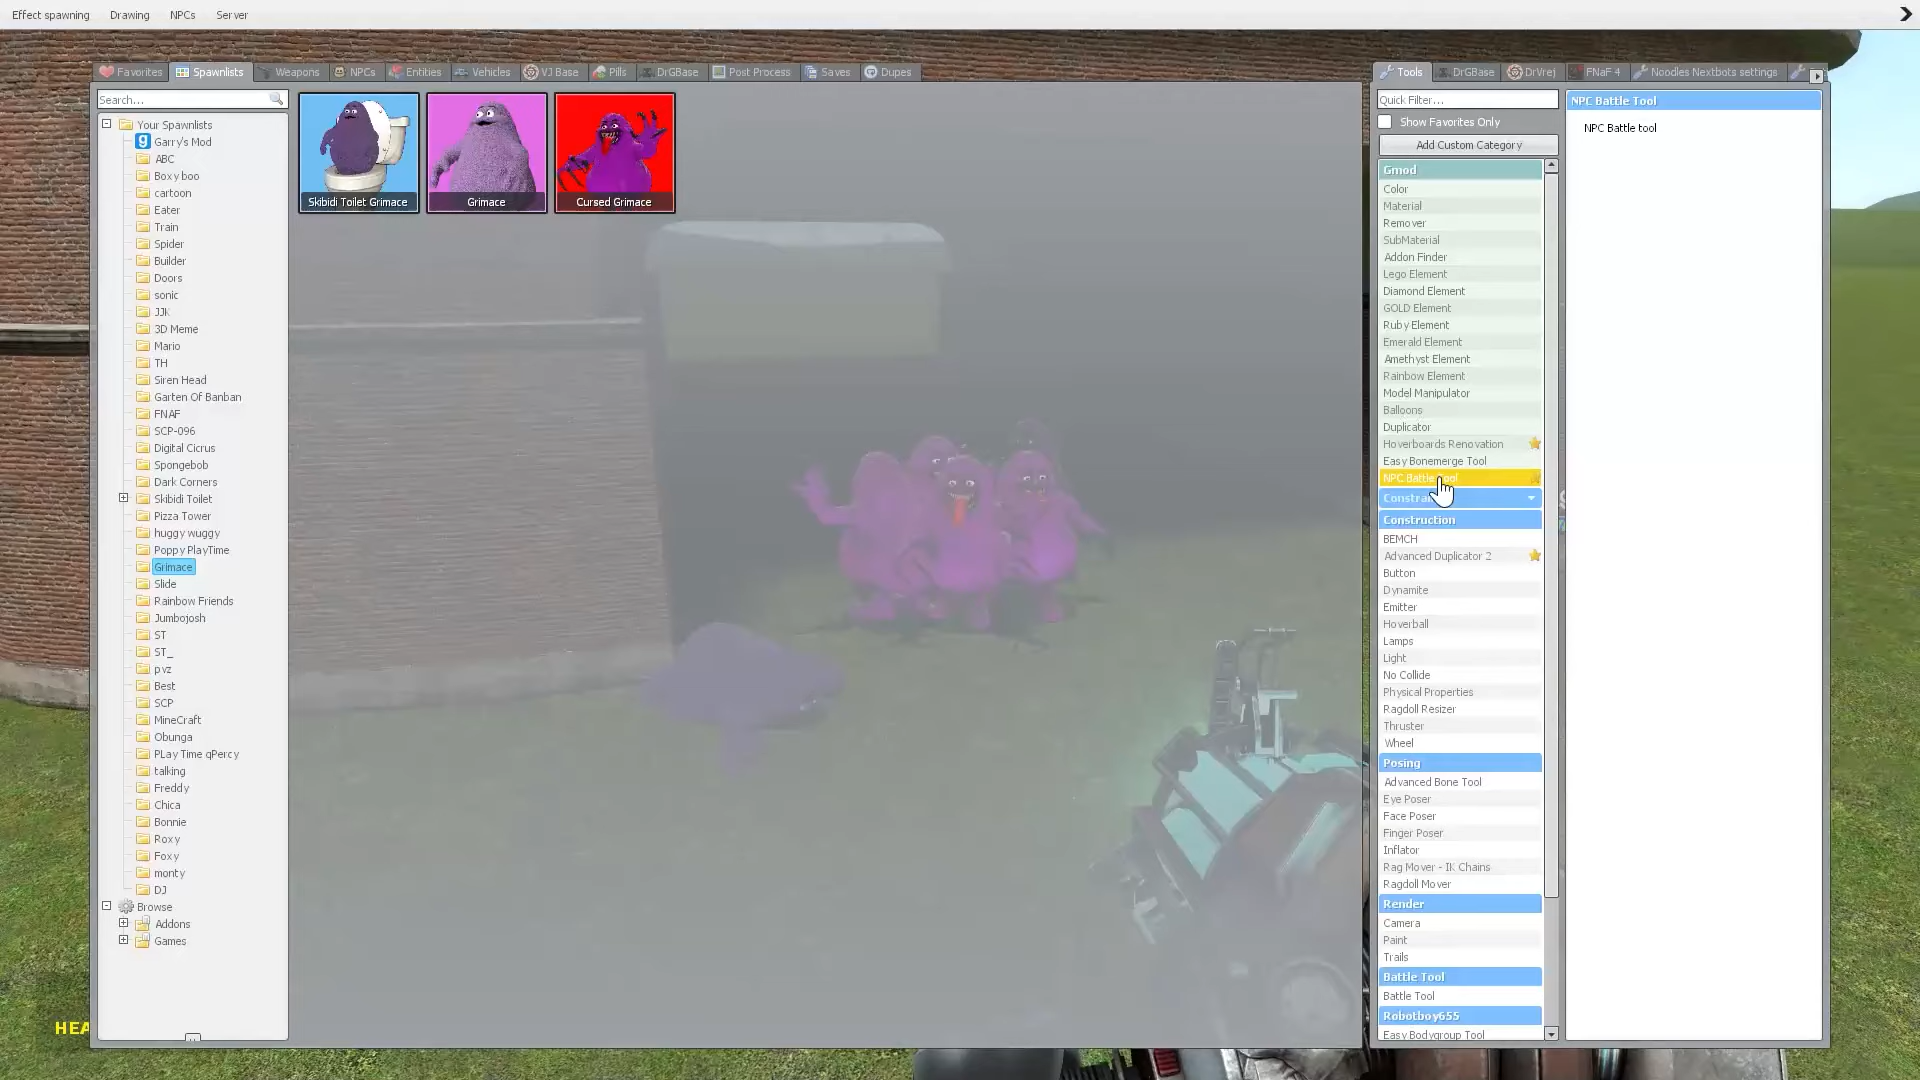 Effect spawning Drawing NPCs Server
Favorites Spawnlists Weapons NPCs Entities Vehicles VJ Base Pills DrGBase Post Process Saves Dupes
Search...
Your Spawnlists
Garry's Mod
ABC
Boxy boo
cartoon
Eater
Train
Spider
Builder
Doors
sonic
JJK
3D Meme
Mario
TH
Siren Head
Garten Of Banban
FNAF
SCP-096
Digital Cicrus
Spongebob
Dark Corners
Skibidi Toilet
Pizza Tower
huggy wuggy
Poppy PlayTime
Grimace
Slide
Rainbow Friends
Jumbojosh
ST
ST_
pvz
Best
SCP
MineCraft
Obunga
PLay Time qPercy
talking
Freddy
Chica
Bonnie
Roxy
Foxy
monty
DJ
Browse
Addons
Games
Skibidi Toilet Grimace Grimace Cursed Grimace
HEA
Tools DrGBase DrVrej FNaF 4 Noodles Nextbots settings
Quick Filter...
Show Favorites Only
Add Custom Category
Gmod
Color
Material
Remover
SubMaterial
Addon Finder
Lego Element
Diamond Element
GOLD Element
Ruby Element
Emerald Element
Amethyst Element
Rainbow Element
Model Manipulator
Balloons
Duplicator
Hoverboards Renovation
Easy Bonemerge Tool
NPC Battle Tool
Construction
BEMCH
Advanced Duplicator 2
Button
Dynamite
Emitter
Hoverball
Lamps
Light
No Collide
Physical Properties
Ragdoll Resizer
Thruster
Wheel
Posing
Advanced Bone Tool
Eye Poser
Face Poser
Finger Poser
Inflator
Rag Mover - IK Chains
Ragdoll Mover
Render
Camera
Paint
Trails
Battle Tool
Battle Tool
Robotboy655
Easy Bodygroup Tool
NPC Battle Tool
NPC Battle tool